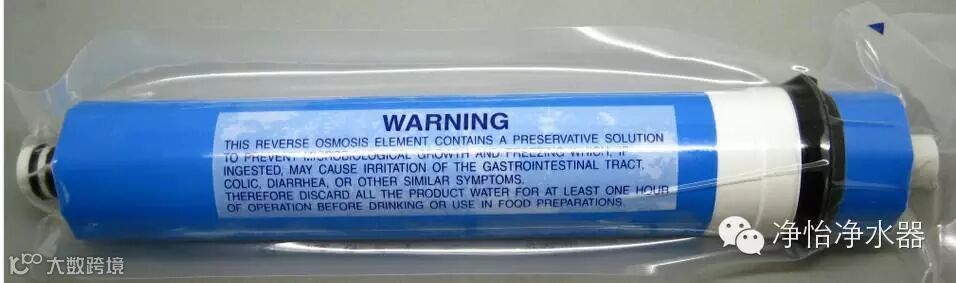 WARNING
THIS REVERSE OSMOSIS ELEMENT CONTAINS A PRESERVATIVE SOLUTION
TO PREVENT MICROBIOLOGICAL GROWTH AND FREEZING WHICH, IF
INGESTED, MAY CAUSE IRRITATION OF THE GASTROINTESTINAL TRACT,
COLIC, DIARRHEA, OR OTHER SIMILAR SYMPTOMS.
THEREFORE DISCARD ALL THE PRODUCT WATER FOR AT LEAST ONE HOUR
OF OPERATION BEFORE DRINKING OR USE IN FOOD PREPARATIONS.
净怡净水器
大数跨境